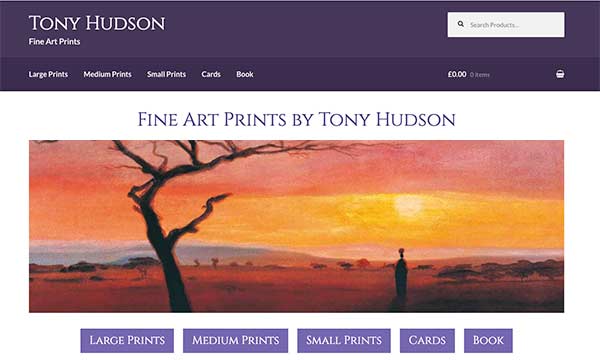 Tony Hudson
Fine Art Prints
Search Products...
Large Prints Medium Prints Small Prints Cards Book
£0.00 0 items
Fine Art Prints by Tony Hudson
Large Prints Medium Prints Small Prints Cards Book